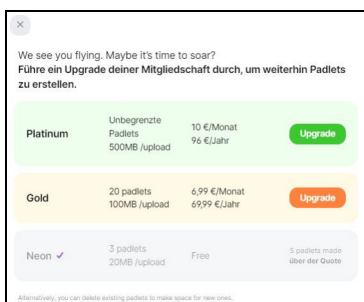 We see you flying. Maybe it's time to soar?
Führe ein Upgrade deiner Mitgliedschaft durch, um weiterhin Padlets
zu erstellen.
Platinum
Unbegrenzte
Padlets
500MB /upload
10 €/Monat
96 €/Jahr
Upgrade
Gold
20 padlets
100MB /upload
6,99 €/Monat
69,99 €/Jahr
Upgrade
Neon ✓
3 padlets
20MB /upload
Free
5 padlets made
über der Quote
Alternatively, you can delete existing padlets to make space for new ones.